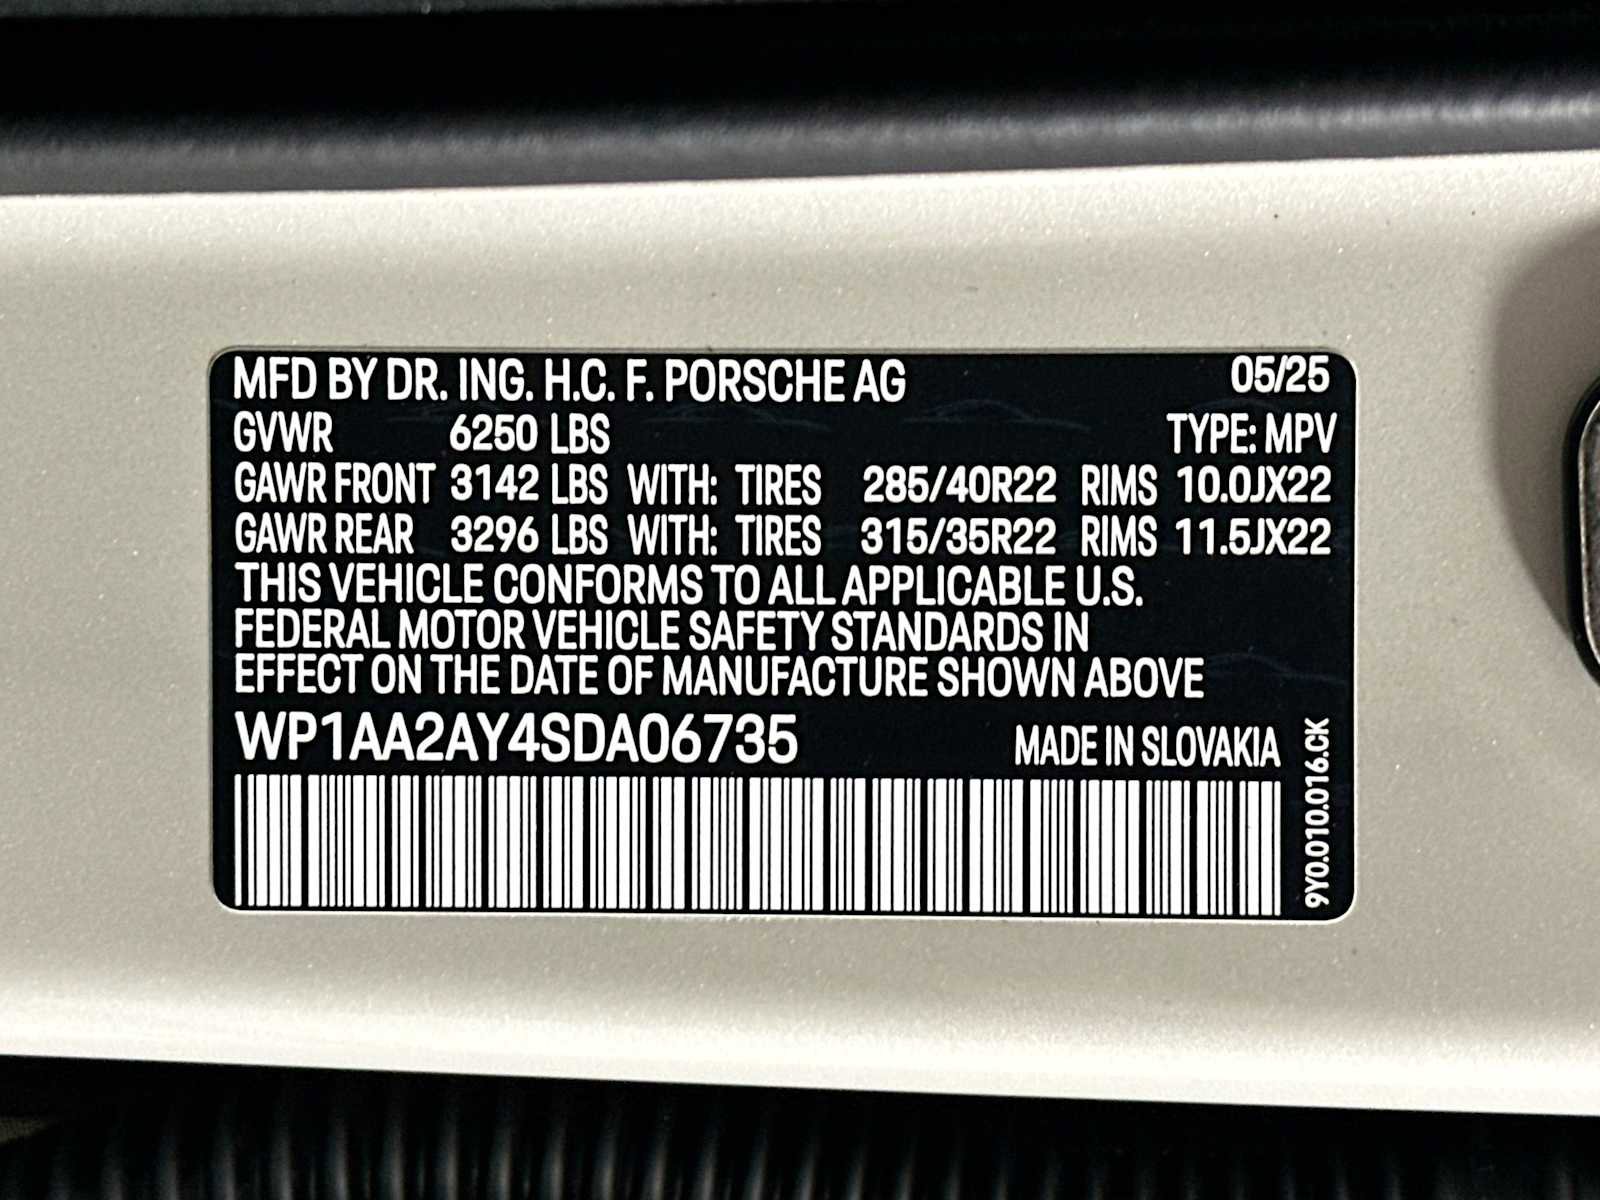 MFD BY DR. ING. H.C. F. PORSCHE AG 05/25
GVWR 6250 LBS TYPE: MPV
GAWR FRONT 3142 LBS WITH: TIRES 285/40R22 RIMS 10.0JX22
GAWR REAR 3296 LBS WITH: TIRES 315/35R22 RIMS 11.5JX22
THIS VEHICLE CONFORMS TO ALL APPLICABLE U.S.
FEDERAL MOTOR VEHICLE SAFETY STANDARDS IN
EFFECT ON THE DATE OF MANUFACTURE SHOWN ABOVE
WP1AA2AY4SDA06735 MADE IN SLOVAKIA
9Y0.010.016.CK